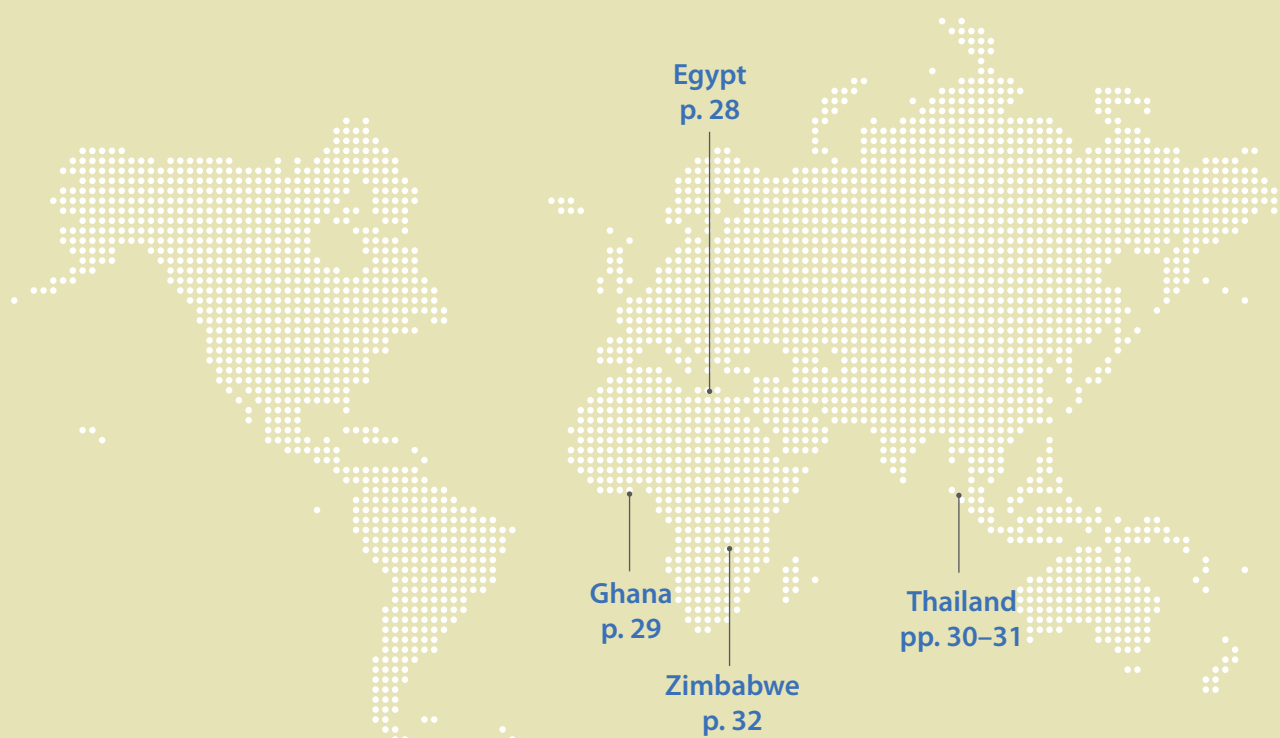 Egypt
p. 28
Ghana
p. 29
Thailand
pp. 30–31
Zimbabwe
p. 32